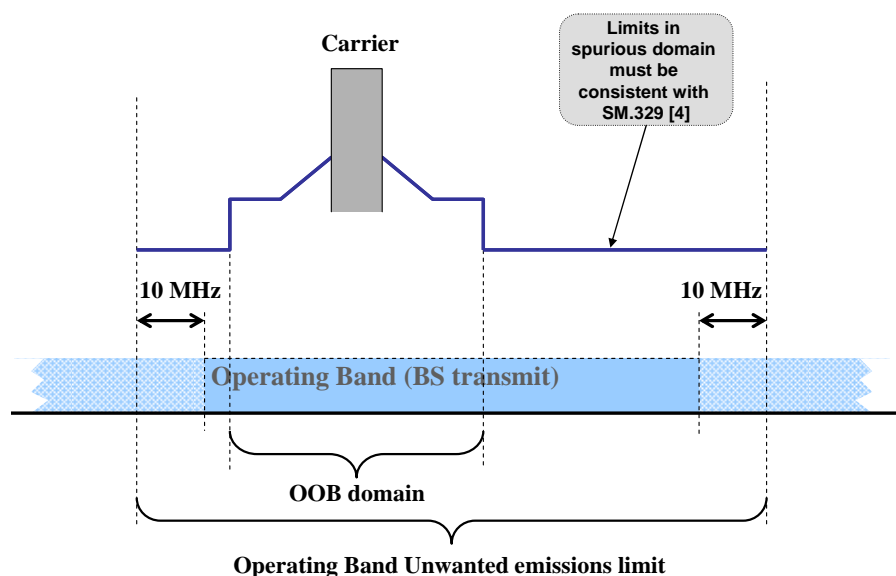 Carrier
Limits in
spurious domain
must be
consistent with
SM.329 [4]
10 MHz
10 MHz
Operating Band (BS transmit)
OOB domain
Operating Band Unwanted emissions limit